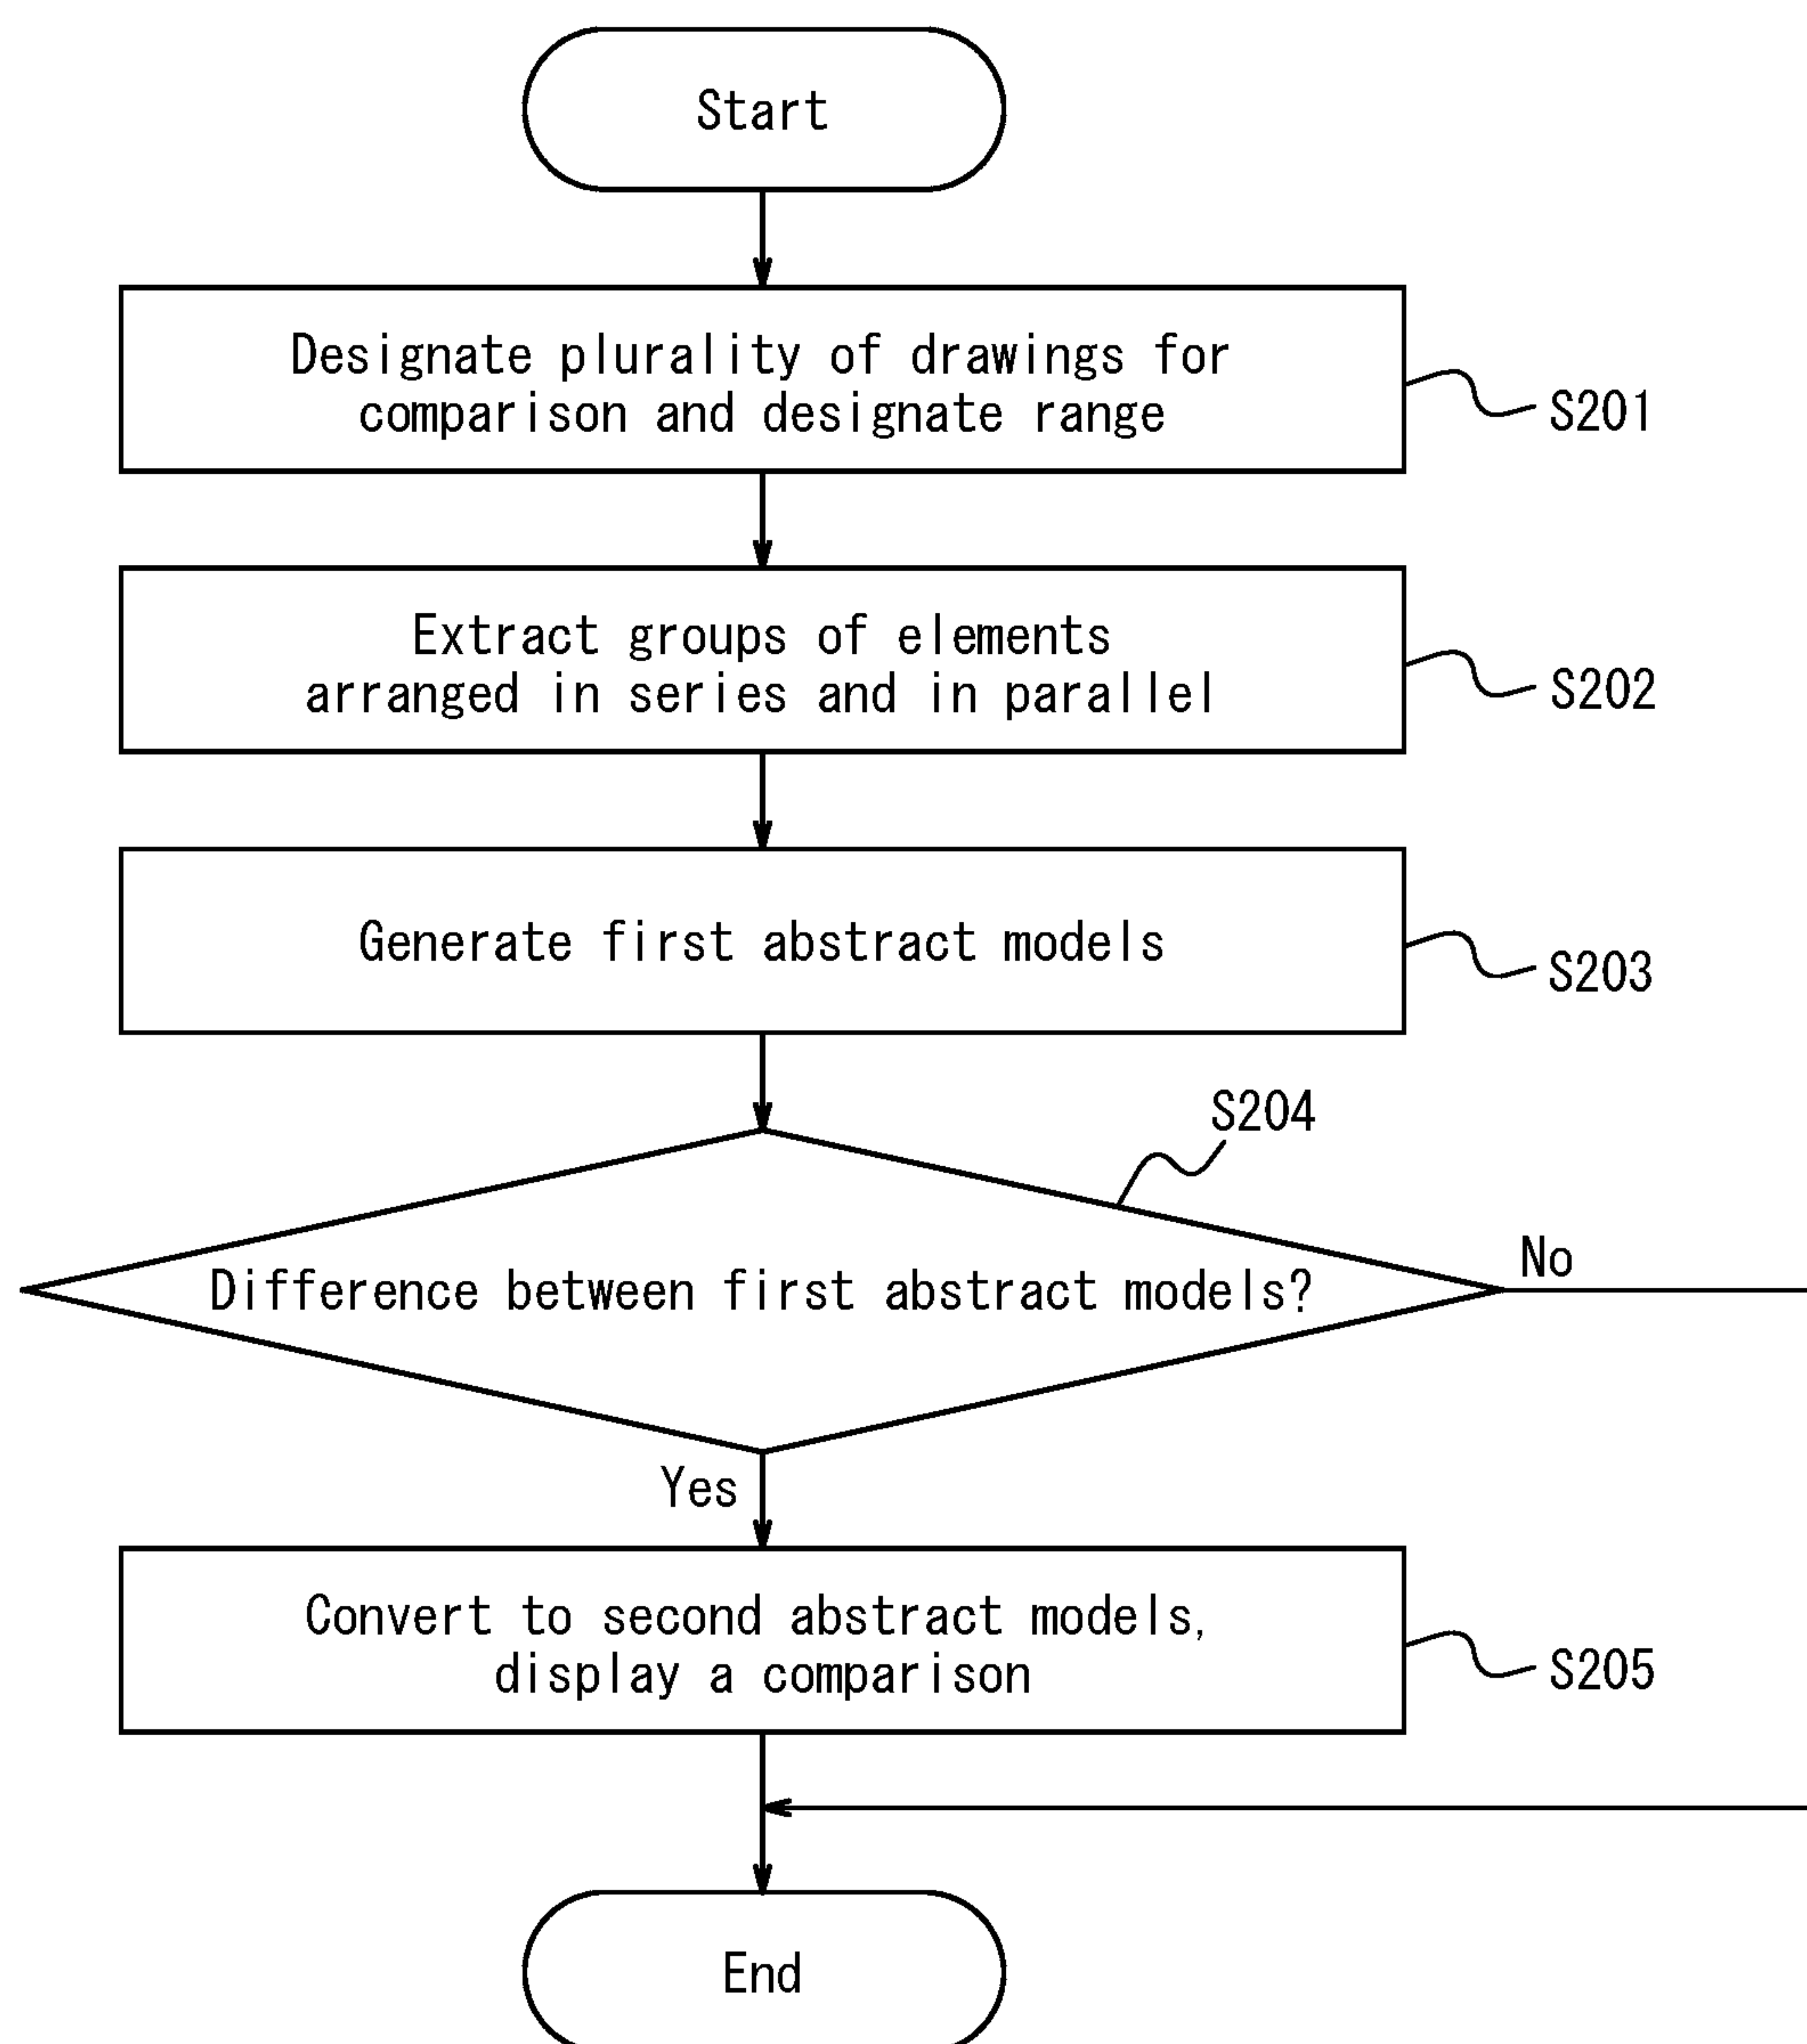 Start
Designate plurality of drawings for
comparison and designate range
S201
Extract groups of elements
arranged in series and in parallel
S202
Generate first abstract models
S203
S204
Difference between first abstract models?
No
Yes
Convert to second abstract models,
display a comparison
S205
End